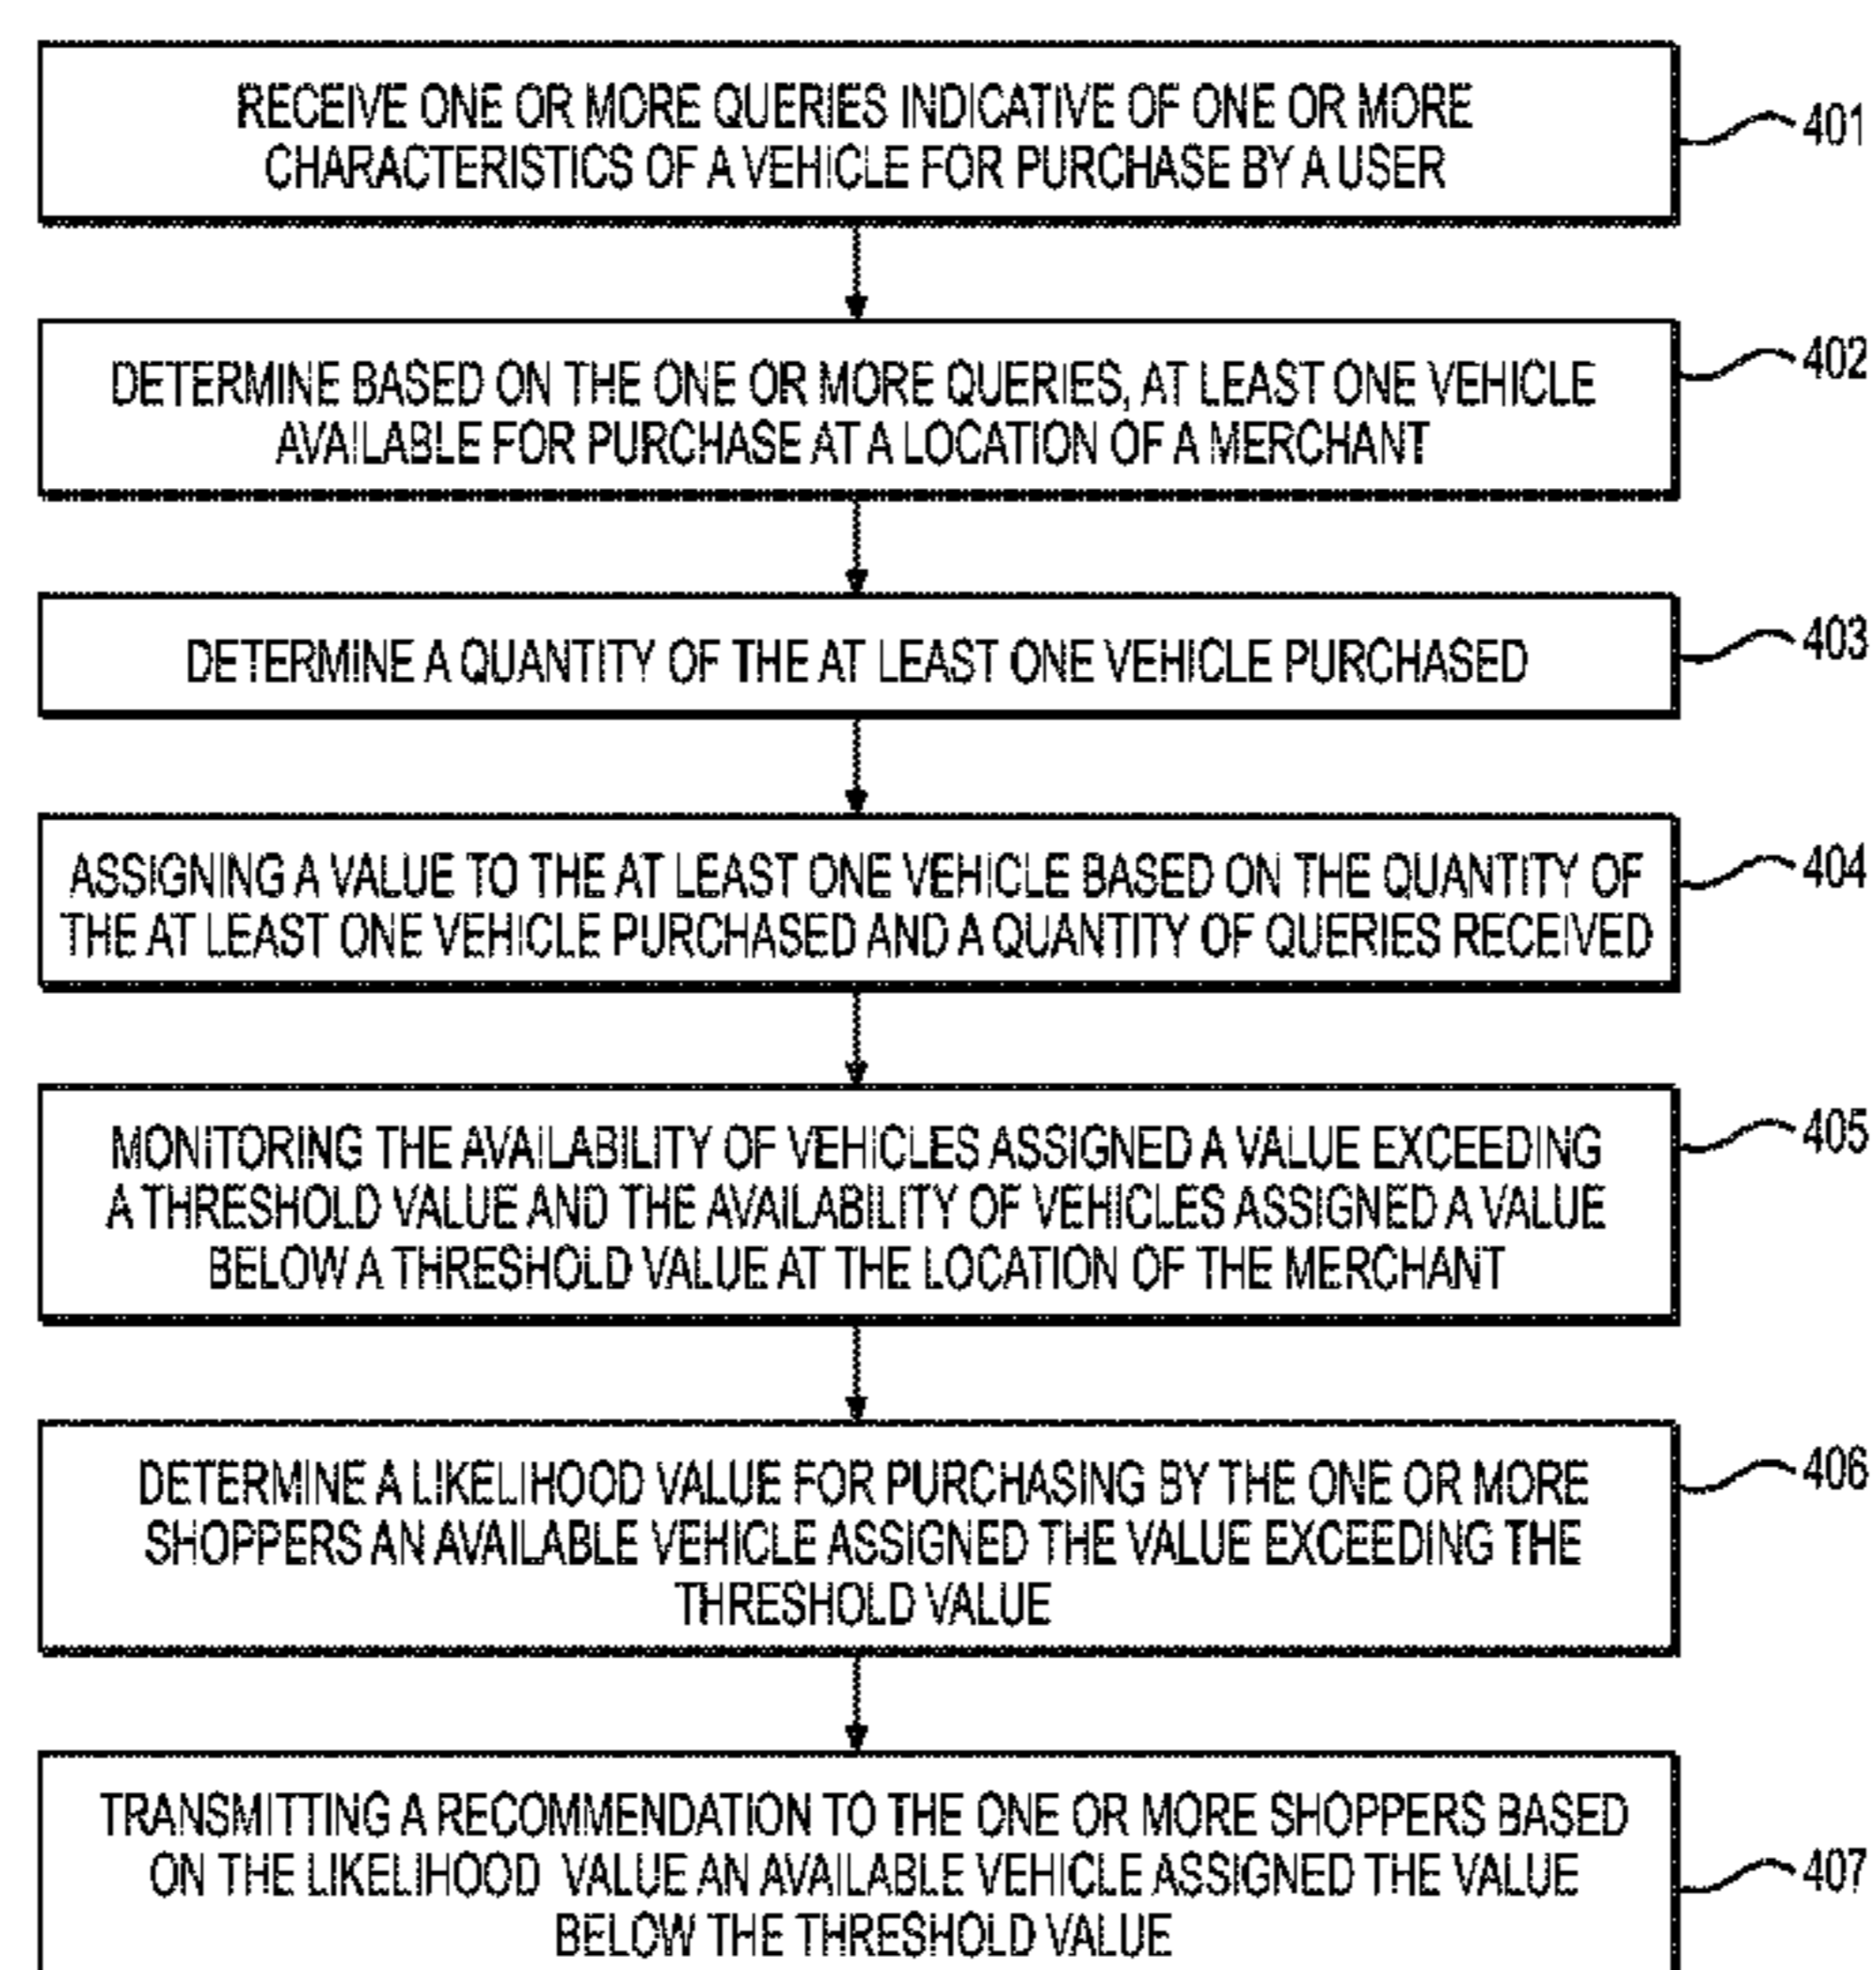 RECEIVE ONE OR MORE QUERIES INDICATIVE OF ONE OR MORE
CHARACTERISTICS OF A VEHICLE FOR PURCHASE BY A USER
401
DETERMINE BASED ON THE ONE OR MORE QUERIES, AT LEAST ONE VEHICLE
AVAILABLE FOR PURCHASE AT A LOCATION OF A MERCHANT
402
DETERMINE A QUANTITY OF THE AT LEAST ONE VEHICLE PURCHASED
403
ASSIGNING A VALUE TO THE AT LEAST ONE VEHICLE BASED ON THE QUANTITY OF
THE AT LEAST ONE VEHICLE PURCHASED AND A QUANTITY OF QUERIES RECEIVED
404
MONITORING THE AVAILABILITY OF VEHICLES ASSIGNED A VALUE EXCEEDING
A THRESHOLD VALUE AND THE AVAILABILITY OF VEHICLES ASSIGNED A VALUE
BELOW A THRESHOLD VALUE AT THE LOCATION OF THE MERCHANT
405
DETERMINE A LIKELIHOOD VALUE FOR PURCHASING BY THE ONE OR MORE
SHOPPERS AN AVAILABLE VEHICLE ASSIGNED THE VALUE EXCEEDING THE
THRESHOLD VALUE
406
TRANSMITTING A RECOMMENDATION TO THE ONE OR MORE SHOPPERS BASED
ON THE LIKELIHOOD VALUE AN AVAILABLE VEHICLE ASSIGNED THE VALUE
BELOW THE THRESHOLD VALUE
407